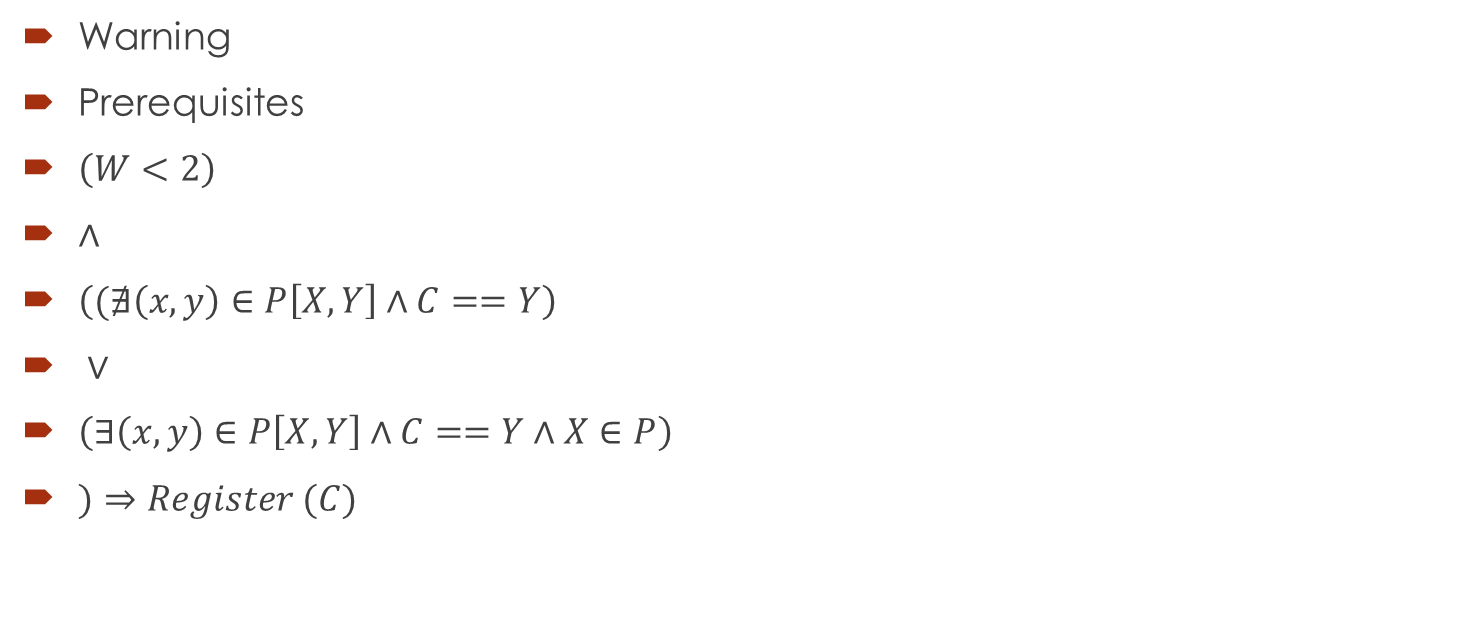 Warning
Prerequisites
(W < 2)
∧
((∄(x, y) ∈ P[X, Y] ∧ C == Y)
∨
(∃(x, y) ∈ P[X, Y] ∧ C == Y ∧ X ∈ P)
) ⇒ Register (C)